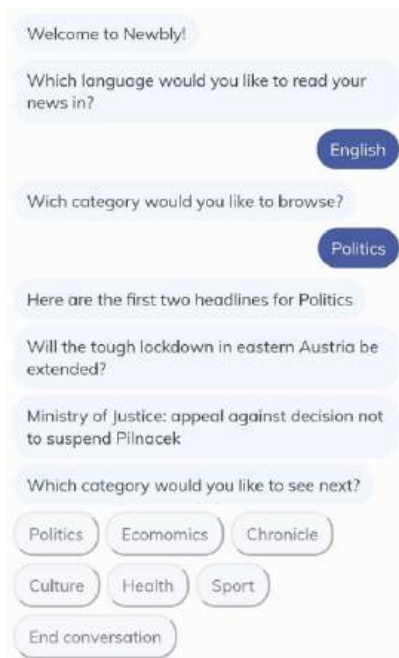 Welcome to Newbly!
Which language would you like to read your
news in?
English
Wich category would you like to browse?
Politics
Here are the first two headlines for Politics
Will the tough lockdown in eastern Austria be
extended?
Ministry of Justice: appeal against decision not
to suspend Pilnacek
Which category would you like to see next?
Politics Ecomomics Chronicle
Culture Health Sport
End conversation